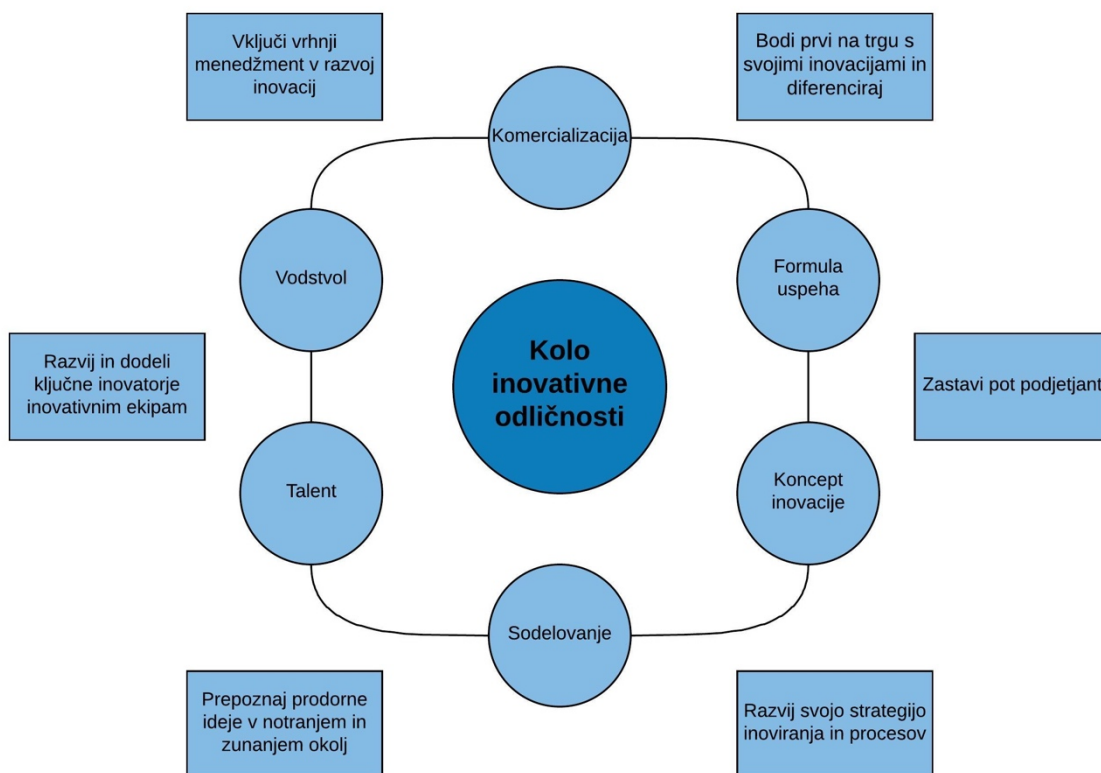 Vključi vrhnji
menedžment v razvoj
inovacij
Bodi prvi na trgu s
svojimi inovacijami in
diferenciraj
Komercializacija
Vodstvol
Formula
uspeha
Kolo
inovativne
odličnosti
Razvij in dodeli
ključne inovatorje
inovativnim ekipam
Zastavi pot podjetjant
Talent
Koncept
inovacije
Sodelovanje
Prepoznaj prodorne
ideje v notranjem in
zunanjem okolj
Razvij svojo strategijo
inoviranja in procesov